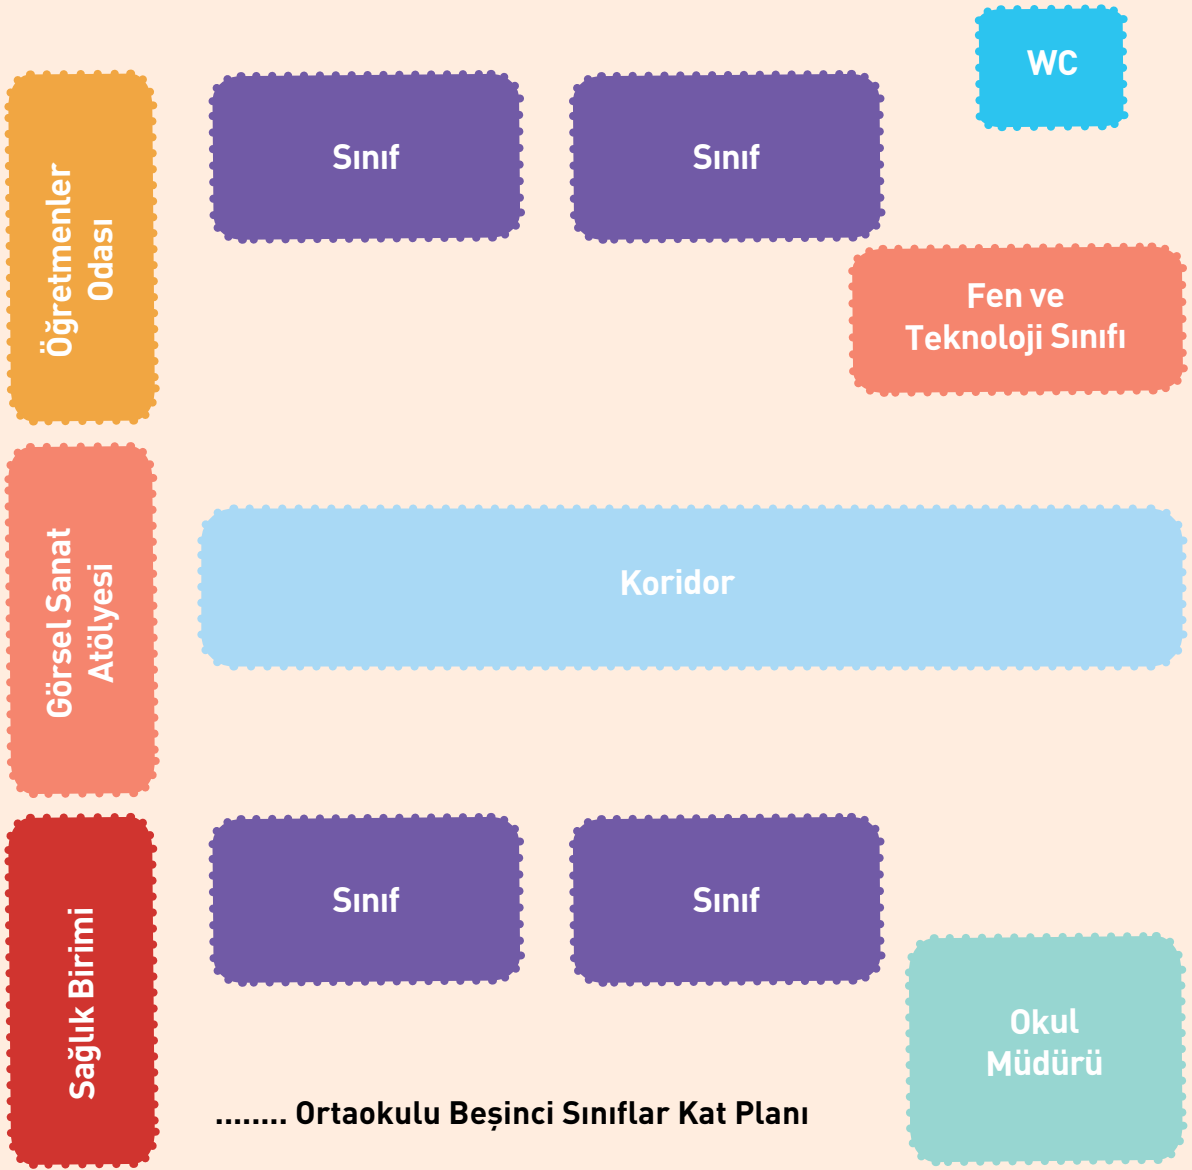 WC
Sınıf
Sınıf
Öğretmenler
Odası
Fen ve
Teknoloji Sınıfı
Görsel Sanat
Atölyesi
Koridor
Sağlık Birimi
Sınıf
Sınıf
Okul
Müdürü
........ Ortaokulu Beşinci Sınıflar Kat Planı